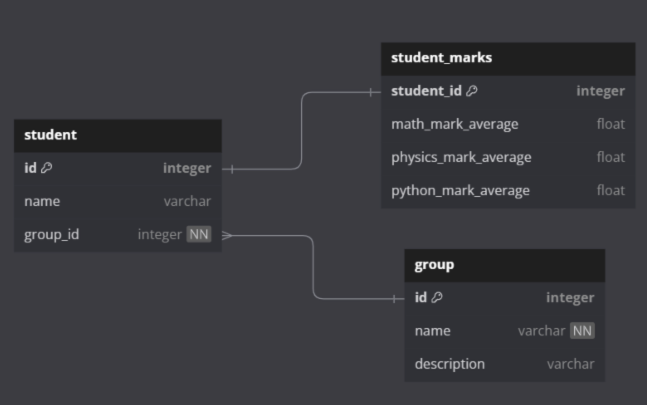 student_marks
student_id integer
math_mark_average float
physics_mark_average float
python_mark_average float
student
id integer
name varchar
group_id integer NN
group
id integer
name varchar NN
description varchar